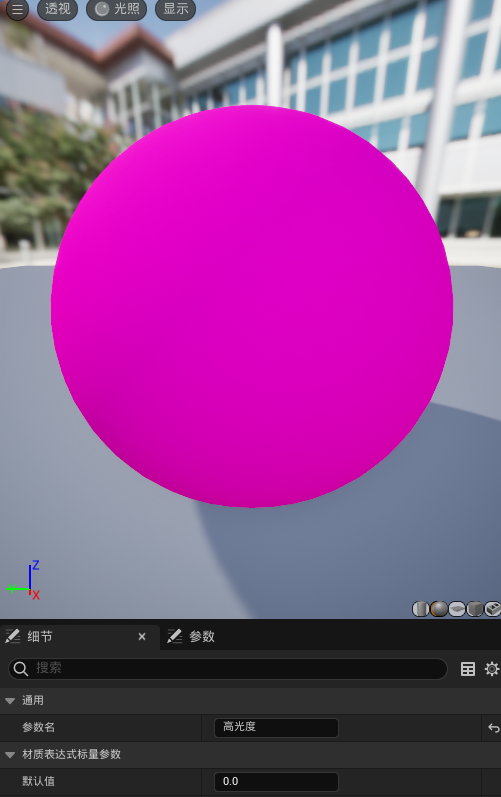 透视 光照 显示
Z
X
细节 × 参数
搜索
通用
参数名 高光度
材质表达式标量参数
默认值 0.0